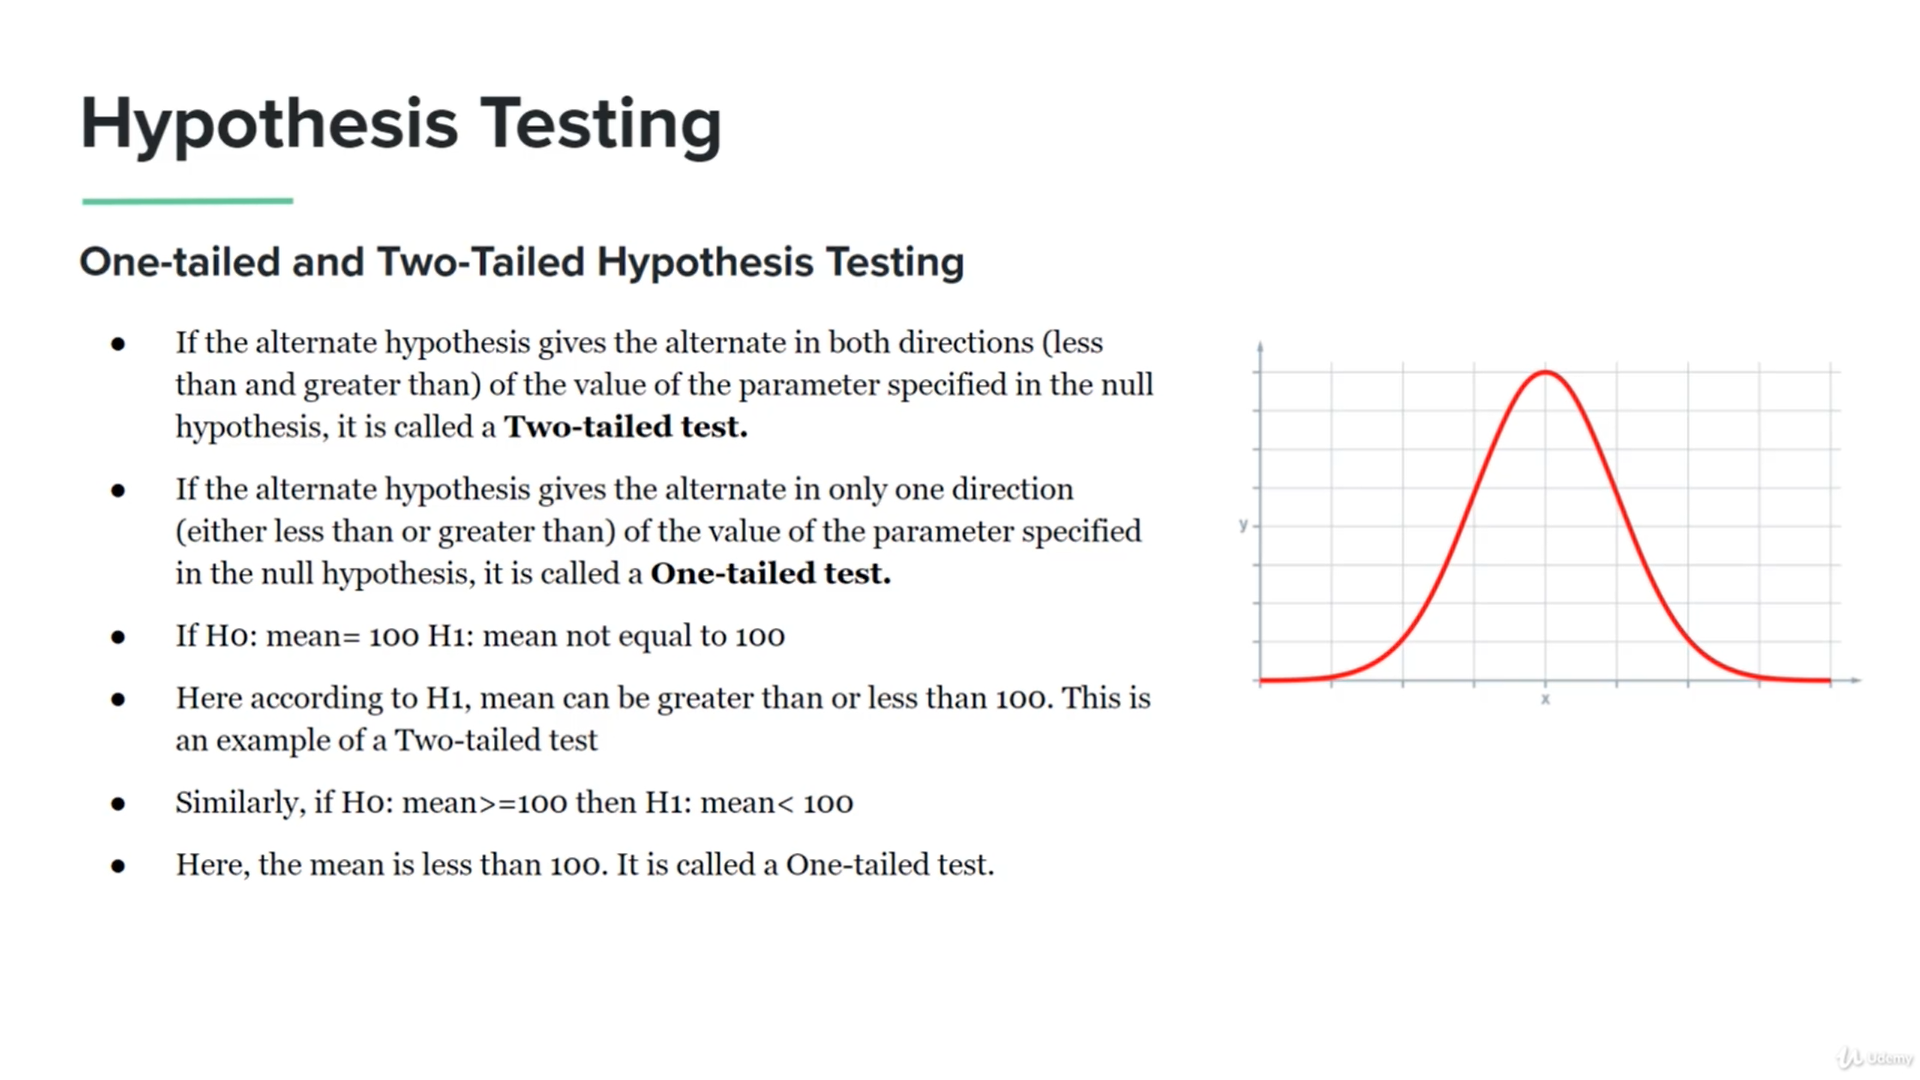 Hypothesis Testing
One-tailed and Two-Tailed Hypothesis Testing
● If the alternate hypothesis gives the alternate in both directions (less
than and greater than) of the value of the parameter specified in the null
hypothesis, it is called a Two-tailed test.
● If the alternate hypothesis gives the alternate in only one direction
(either less than or greater than) of the value of the parameter specified
in the null hypothesis, it is called a One-tailed test.
● If H0: mean= 100 H1: mean not equal to 100
● Here according to H1, mean can be greater than or less than 100. This is
an example of a Two-tailed test
● Similarly, if H0: mean>=100 then H1: mean< 100
● Here, the mean is less than 100. It is called a One-tailed test.
y
x
Udemy